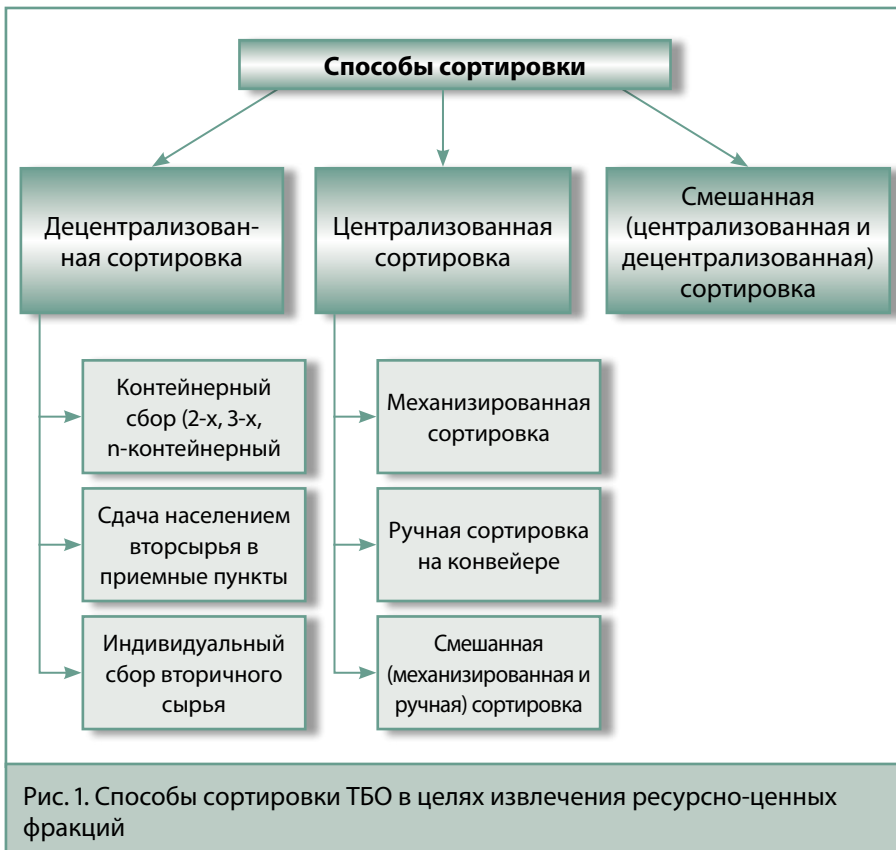 Способы сортировки
Децентрализован-
ная сортировка
Централизованная
сортировка
Смешанная
(централизованная и
децентрализованная)
сортировка
Контейнерный
сбор (2-х, 3-х,
n-контейнерный
Сдача населением
вторсырья в
приемные пункты
Индивидуальный
сбор вторичного
сырья
Механизированная
сортировка
Ручная сортировка
на конвейере
Смешанная
(механизированная и
ручная) сортировка
Рис. 1. Способы сортировки ТБО в целях извлечения ресурсно-ценных
фракций